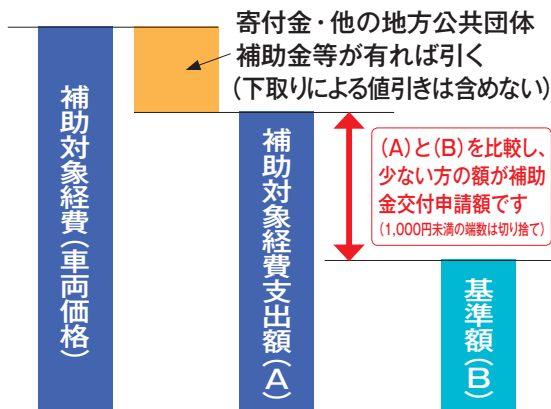 寄付金・他の地方公共団体
補助金等が有れば引く
(下取りによる値引きは含めない)
補助対象経費(車両価格)
補助対象経費支出額(A)
(A)と(B)を比較し、
少ない方の額が補助
金交付申請額です
(1,000円未満の端数は切り捨て)
基準額(B)